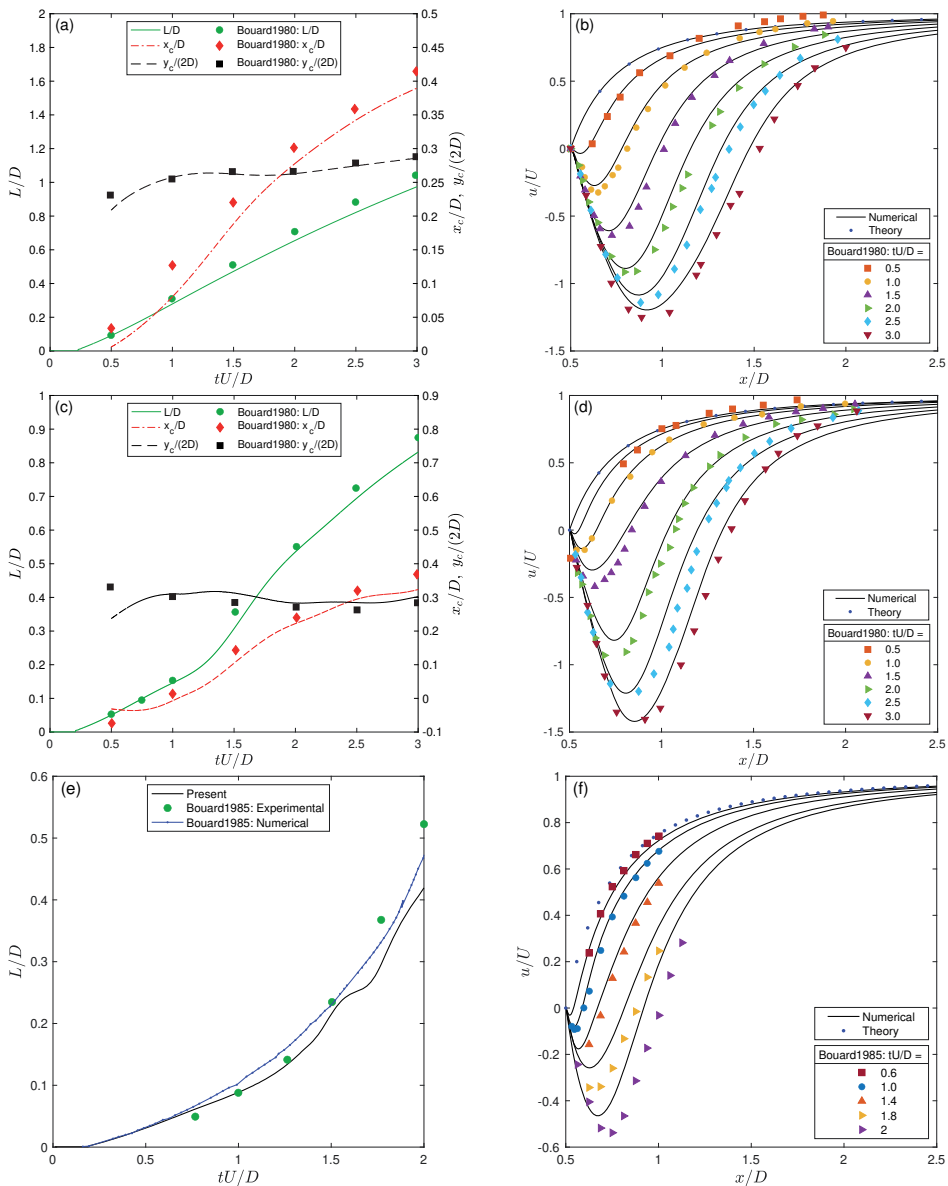 (a)
L/D
x_c/D
y_c/(2D)
Bouard1980: L/D
Bouard1980: x_c/D
Bouard1980: y_c/(2D)
2
1.8
1.6
1.4
1.2
1
0.8
0.6
0.4
0.2
0
0.5
0.45
0.4
0.35
0.3
0.25
0.2
0.15
0.1
0.05
0
L/D
x_c/D, y_c/(2D)
0 0.5 1 1.5 2 2.5 3
tU/D
(b)
1
0.5
0
-0.5
-1
-1.5
u/U
Numerical
Theory
Bouard1980: tU/D =
0.5
1.0
1.5
2.0
2.5
3.0
0.5 1 1.5 2 2.5
x/D
(c)
L/D
x_c/D
y_c/(2D)
Bouard1980: L/D
Bouard1980: x_c/D
Bouard1980: y_c/(2D)
1
0.9
0.8
0.7
0.6
0.5
0.4
0.3
0.2
0.1
0
0.9
0.8
0.7
0.6
0.5
0.4
0.3
0.2
0.1
0
-0.1
L/D
x_c/D, y_c/(2D)
0 0.5 1 1.5 2 2.5 3
tU/D
(d)
1
0.5
0
-0.5
-1
-1.5
u/U
Numerical
Theory
Bouard1980: tU/D =
0.5
1.0
1.5
2.0
2.5
3.0
0.5 1 1.5 2 2.5
x/D
(e)
Present
Bouard1985: Experimental
Bouard1985: Numerical
0.6
0.5
0.4
0.3
0.2
0.1
0
L/D
0 0.5 1 1.5 2
tU/D
(f)
1
0.8
0.6
0.4
0.2
0
-0.2
-0.4
-0.6
u/U
Numerical
Theory
Bouard1985: tU/D =
0.6
1.0
1.4
1.8
2
0.5 1 1.5 2 2.5
x/D